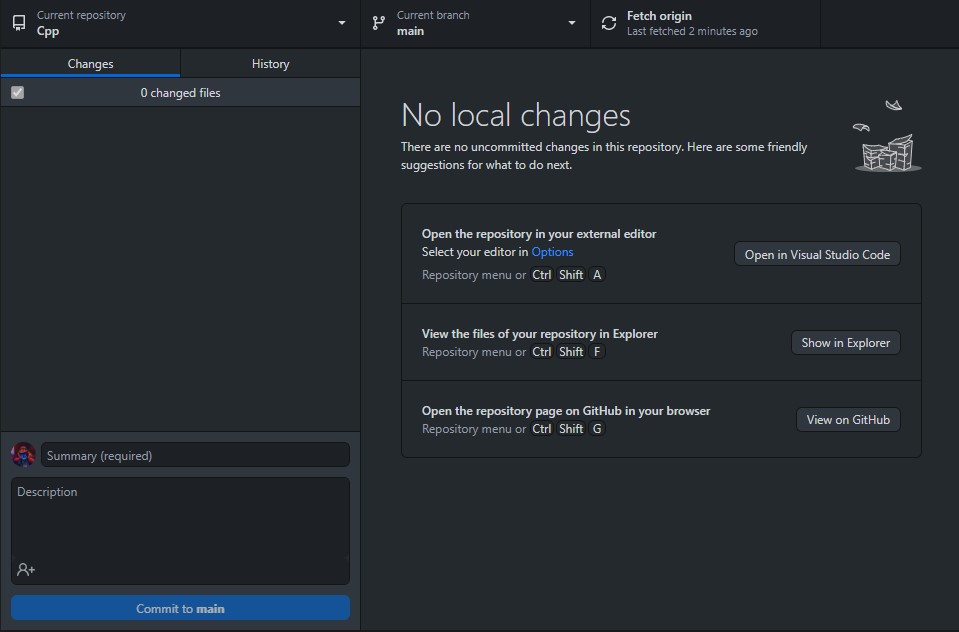 Current repository
Cpp
Current branch
main
Fetch origin
Last fetched 2 minutes ago
Changes
History
0 changed files
No local changes
There are no uncommitted changes in this repository. Here are some friendly
suggestions for what to do next.
Open the repository in your external editor
Select your editor in Options
Repository menu or Ctrl Shift A
Open in Visual Studio Code
View the files of your repository in Explorer
Repository menu or Ctrl Shift F
Show in Explorer
Open the repository page on GitHub in your browser
Repository menu or Ctrl Shift G
View on GitHub
Summary (required)
Description
Commit to main